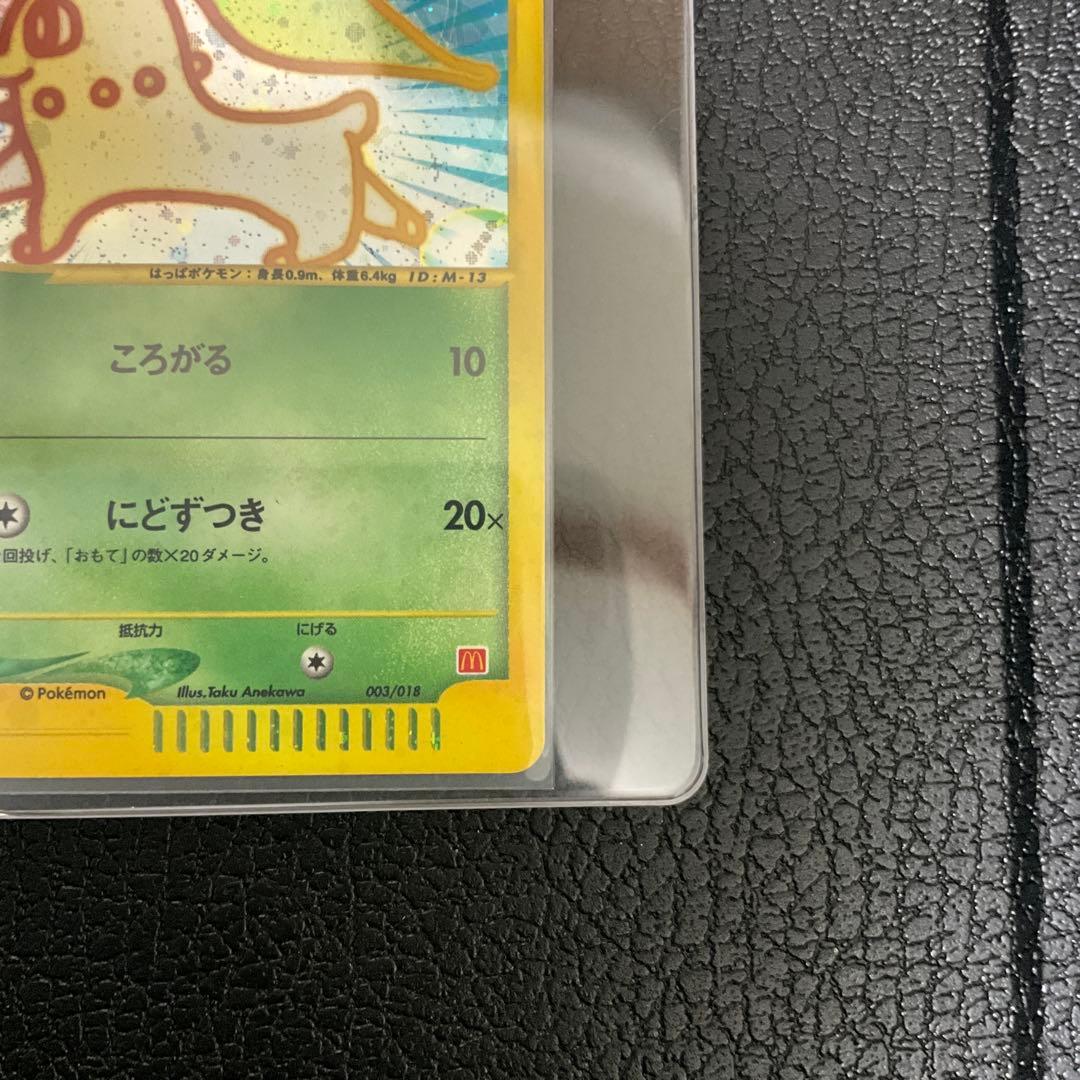 はっぱポケモン：身長0.9m、体重6.4kg ID：M-13
ころがる 10
にどずつき 20×
回投げ、「おもて」の数×20ダメージ。
抵抗力 にげる
©Pokémon Illus.Taku Anekawa 003/018